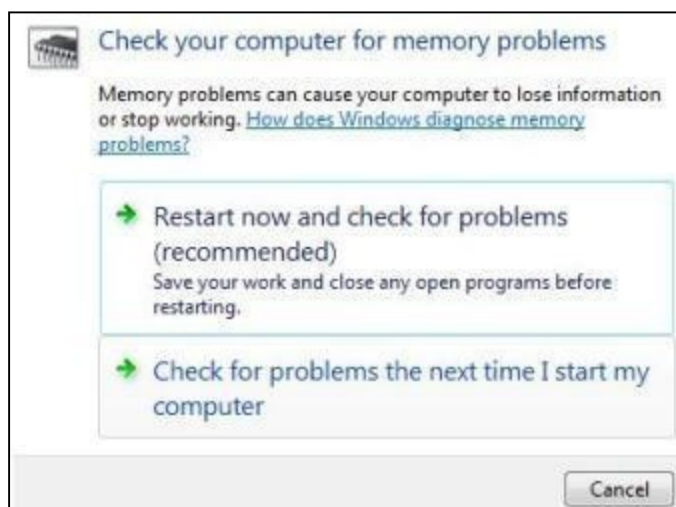 Check your computer for memory problems
Memory problems can cause your computer to lose information
or stop working. How does Windows diagnose memory
problems?
Restart now and check for problems
(recommended)
Save your work and close any open programs before
restarting.
Check for problems the next time I start my
computer
Cancel